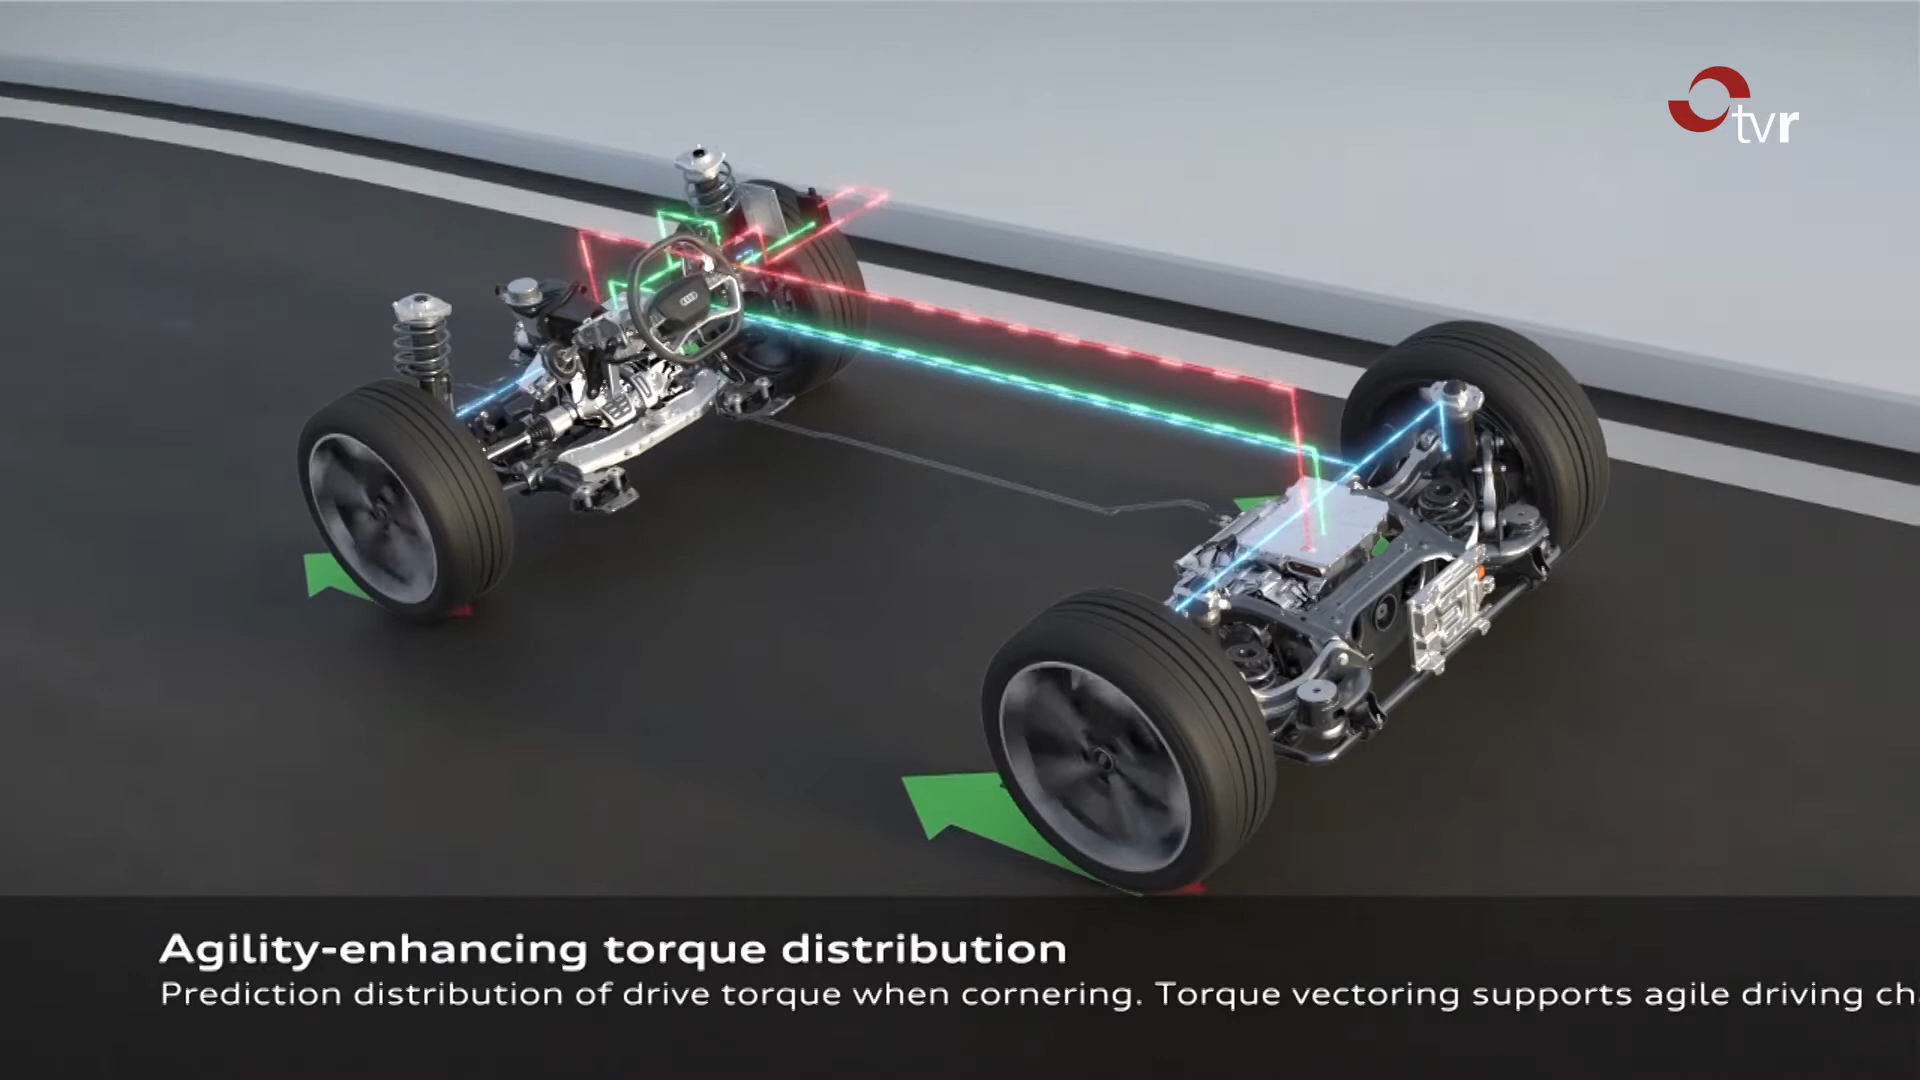 tvr
Agility-enhancing torque distribution
Prediction distribution of drive torque when cornering. Torque vectoring supports agile driving